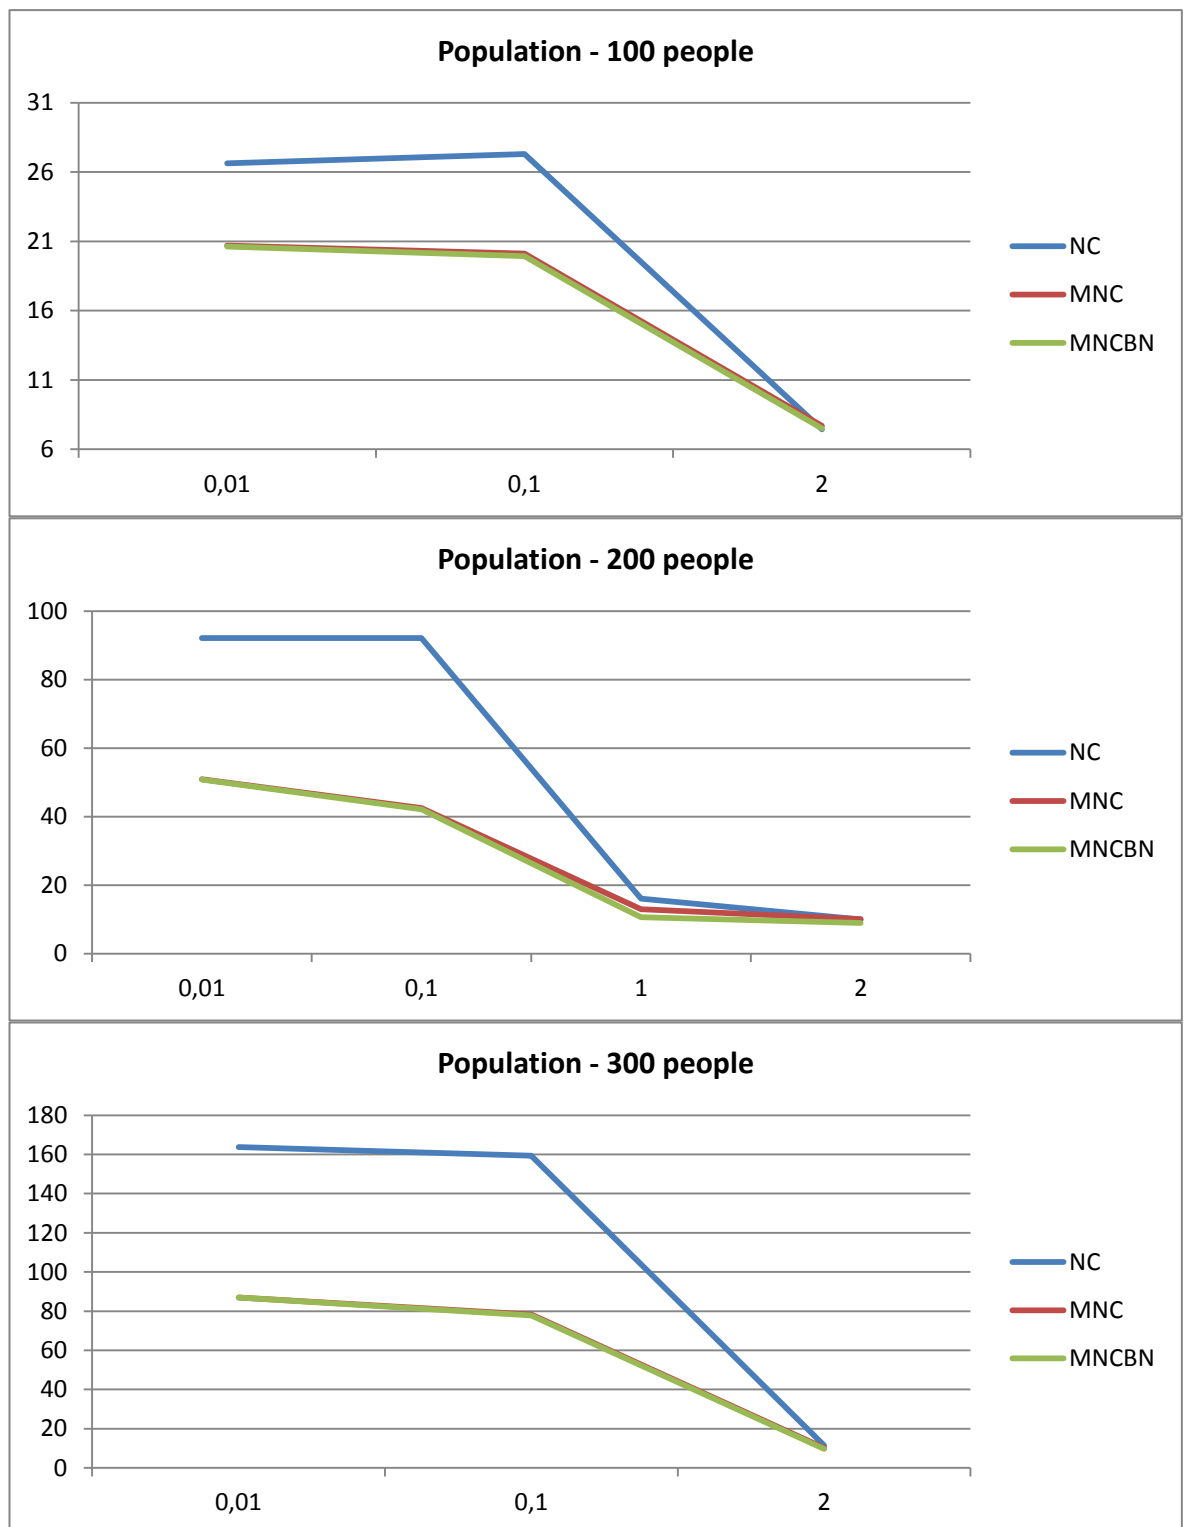 Population - 100 people
31
26
21
16
11
6
0,01 0,1 2
NC
MNC
MNCBN
Population - 200 people
100
80
60
40
20
0
0,01 0,1 1 2
NC
MNC
MNCBN
Population - 300 people
180
160
140
120
100
80
60
40
20
0
0,01 0,1 2
NC
MNC
MNCBN